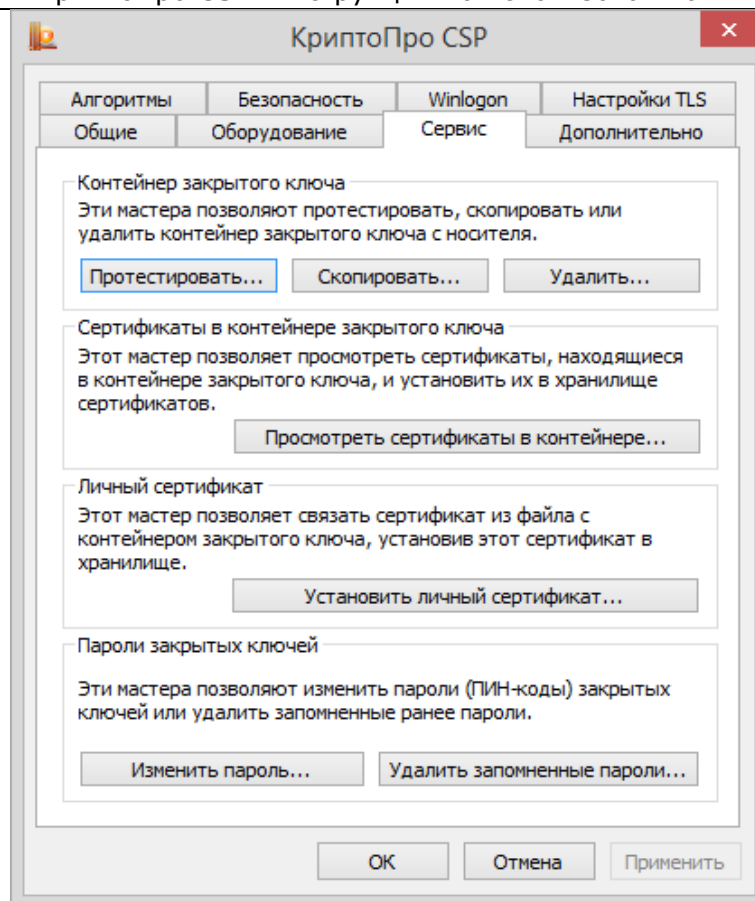 КриптоПро CSP
Алгоритмы Безопасность Winlogon Настройки TLS
Общие Оборудование Сервис Дополнительно
Контейнер закрытого ключа
Эти мастера позволяют протестировать, скопировать или
удалить контейнер закрытого ключа с носителя.
Протестировать... Скопировать... Удалить...
Сертификаты в контейнере закрытого ключа
Этот мастер позволяет просмотреть сертификаты, находящиеся
в контейнере закрытого ключа, и установить их в хранилище
сертификатов.
Просмотреть сертификаты в контейнере...
Личный сертификат
Этот мастер позволяет связать сертификат из файла с
контейнером закрытого ключа, установив этот сертификат в
хранилище.
Установить личный сертификат...
Пароли закрытых ключей
Эти мастера позволяют изменить пароли (ПИН-коды) закрытых
ключей или удалить запомненные ранее пароли.
Изменить пароль... Удалить запомненные пароли...
ОК Отмена Применить